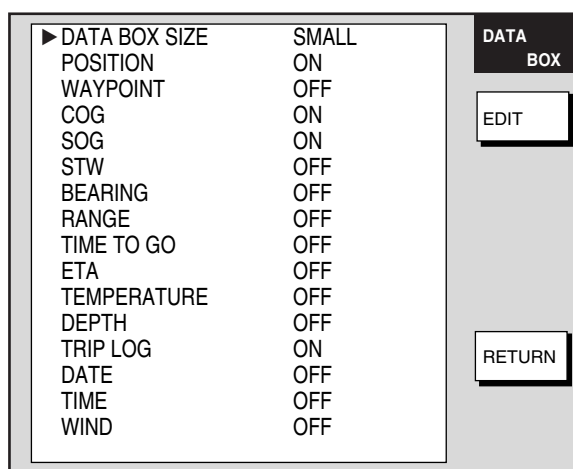 ▶DATA BOX SIZE SMALL
POSITION ON
WAYPOINT OFF
COG ON
SOG ON
STW OFF
BEARING OFF
RANGE OFF
TIME TO GO OFF
ETA OFF
TEMPERATURE OFF
DEPTH OFF
TRIP LOG ON
DATE OFF
TIME OFF
WIND OFF
DATA
BOX
EDIT
RETURN